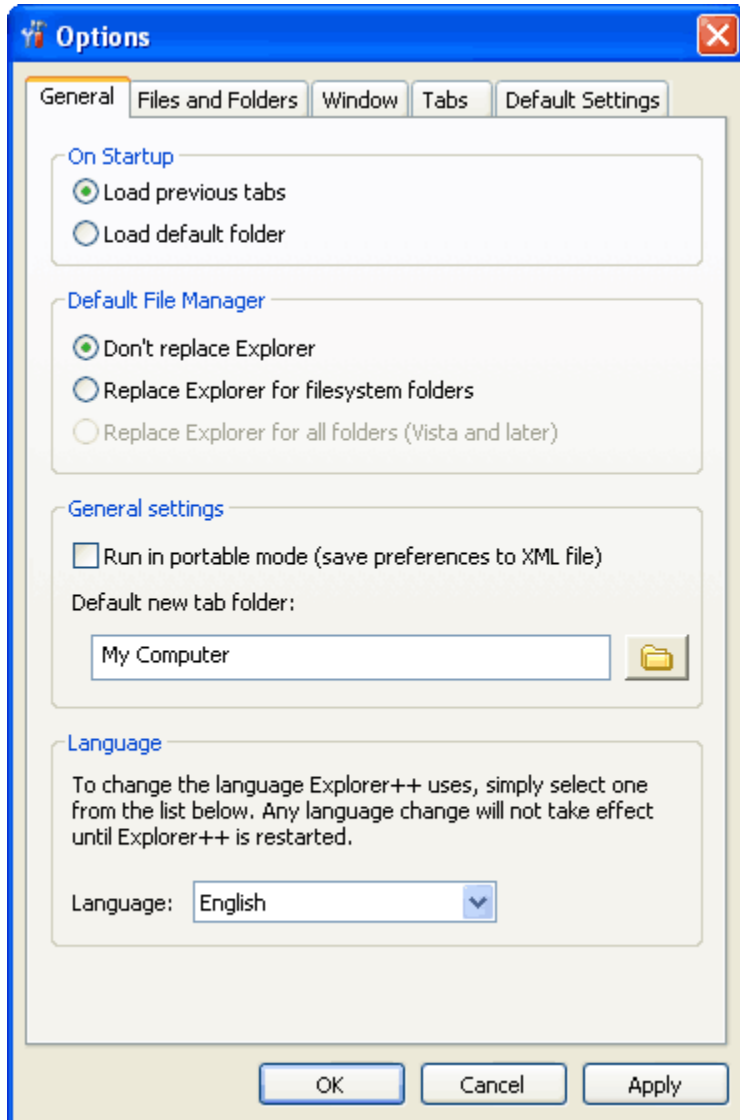 Options
General Files and Folders Window Tabs Default Settings
On Startup
Load previous tabs
Load default folder
Default File Manager
Don't replace Explorer
Replace Explorer for filesystem folders
Replace Explorer for all folders (Vista and later)
General settings
Run in portable mode (save preferences to XML file)
Default new tab folder:
My Computer
Language
To change the language Explorer++ uses, simply select one
from the list below. Any language change will not take effect
until Explorer++ is restarted.
Language: English
OK Cancel Apply